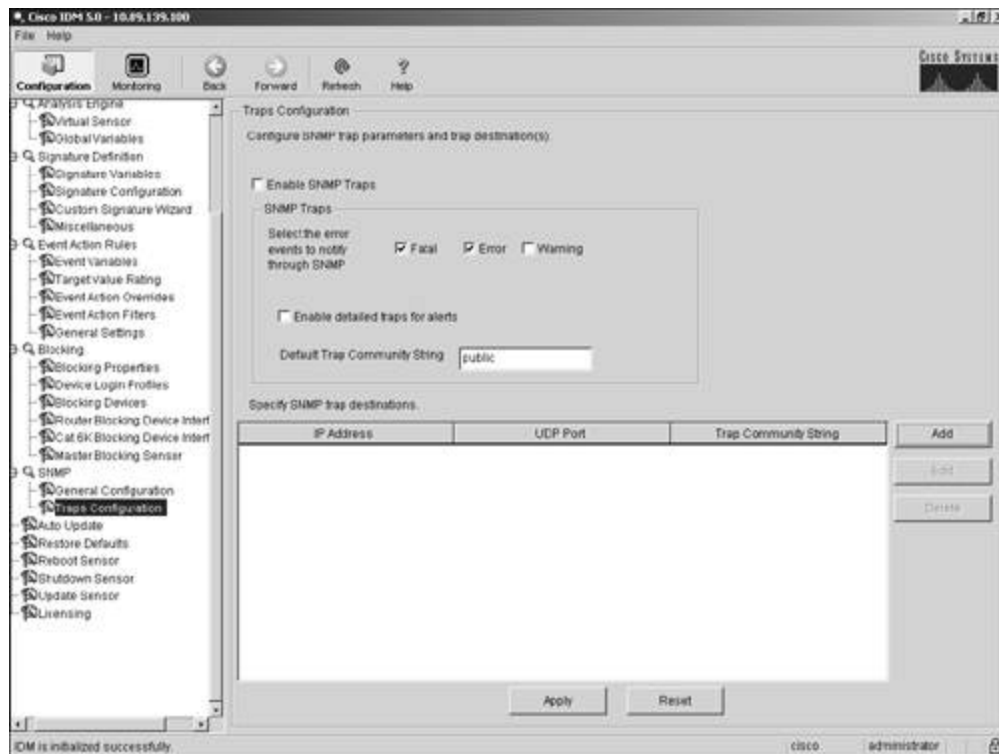 Cisco IDM 5.0 - 10.89.139.100
File Help
Configuration Monitoring Back Forward Refresh Help
CISCO SYSTEMS
Analysis Engine
Virtual Sensor
Global Variables
Signature Definition
Signature Variables
Signature Configuration
Custom Signature Wizard
Miscellaneous
Event Action Rules
Event Variables
Target Value Rating
Event Action Overrides
Event Action Filters
General Settings
Blocking
Blocking Properties
Device Login Profiles
Blocking Devices
Router Blocking Device Interf
Cat 6K Blocking Device Interf
Master Blocking Sensor
SNMP
General Configuration
Traps Configuration
Auto Update
Restore Defaults
Reboot Sensor
Shutdown Sensor
Update Sensor
Licensing
Traps Configuration
Configure SNMP trap parameters and trap destination(s).
Enable SNMP Traps
SNMP Traps
Select the error
events to notify
through SNMP
Fatal Error Warning
Enable detailed traps for alerts
Default Trap Community String public
Specify SNMP trap destinations.
IP Address UDP Port Trap Community String
Add
Edit
Delete
Apply Reset
IDM is initialized successfully. cisco administrator